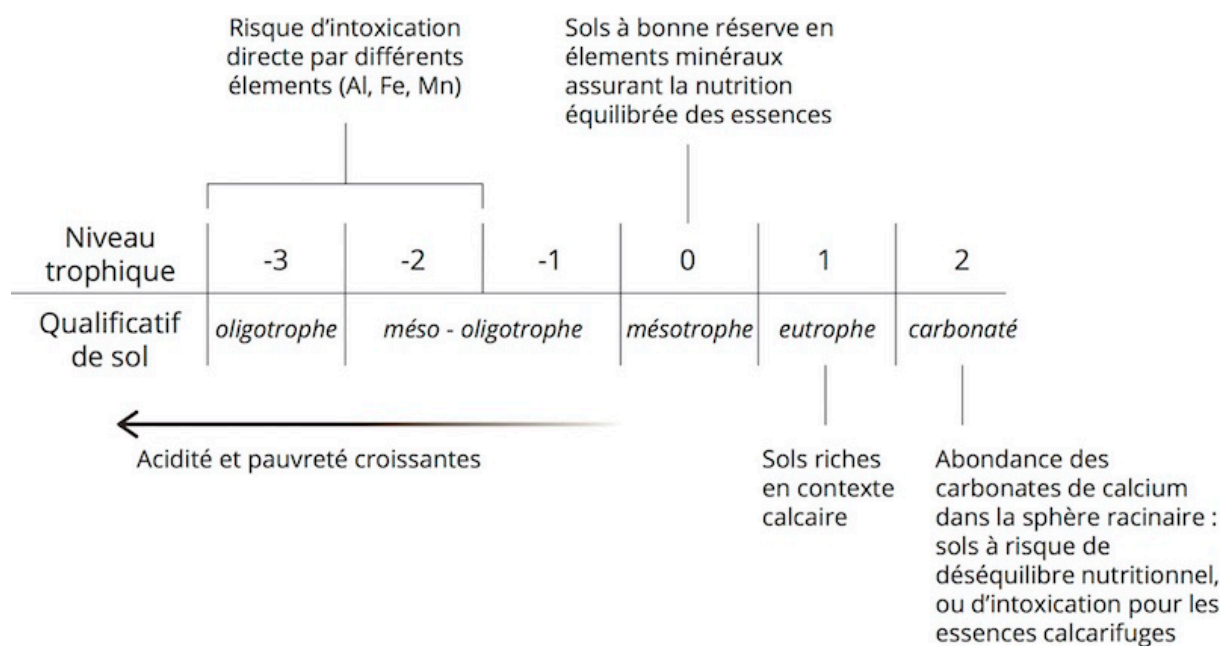 Risque d'intoxication
directe par différents
élements (Al, Fe, Mn)
Sols à bonne réserve en
élements minéraux
assurant la nutrition
équilibrée des essences
Niveau
trophique
-3 -2 -1 0 1 2
Qualificatif
de sol
oligotrophe méso - oligotrophe mésotrophe eutrophe carbonaté
Acidité et pauvreté croissantes
Sols riches
en contexte
calcaire
Abondance des
carbonates de calcium
dans la sphère racinaire :
sols à risque de
déséquilibre nutritionnel,
ou d'intoxication pour les
essences calcarifuges